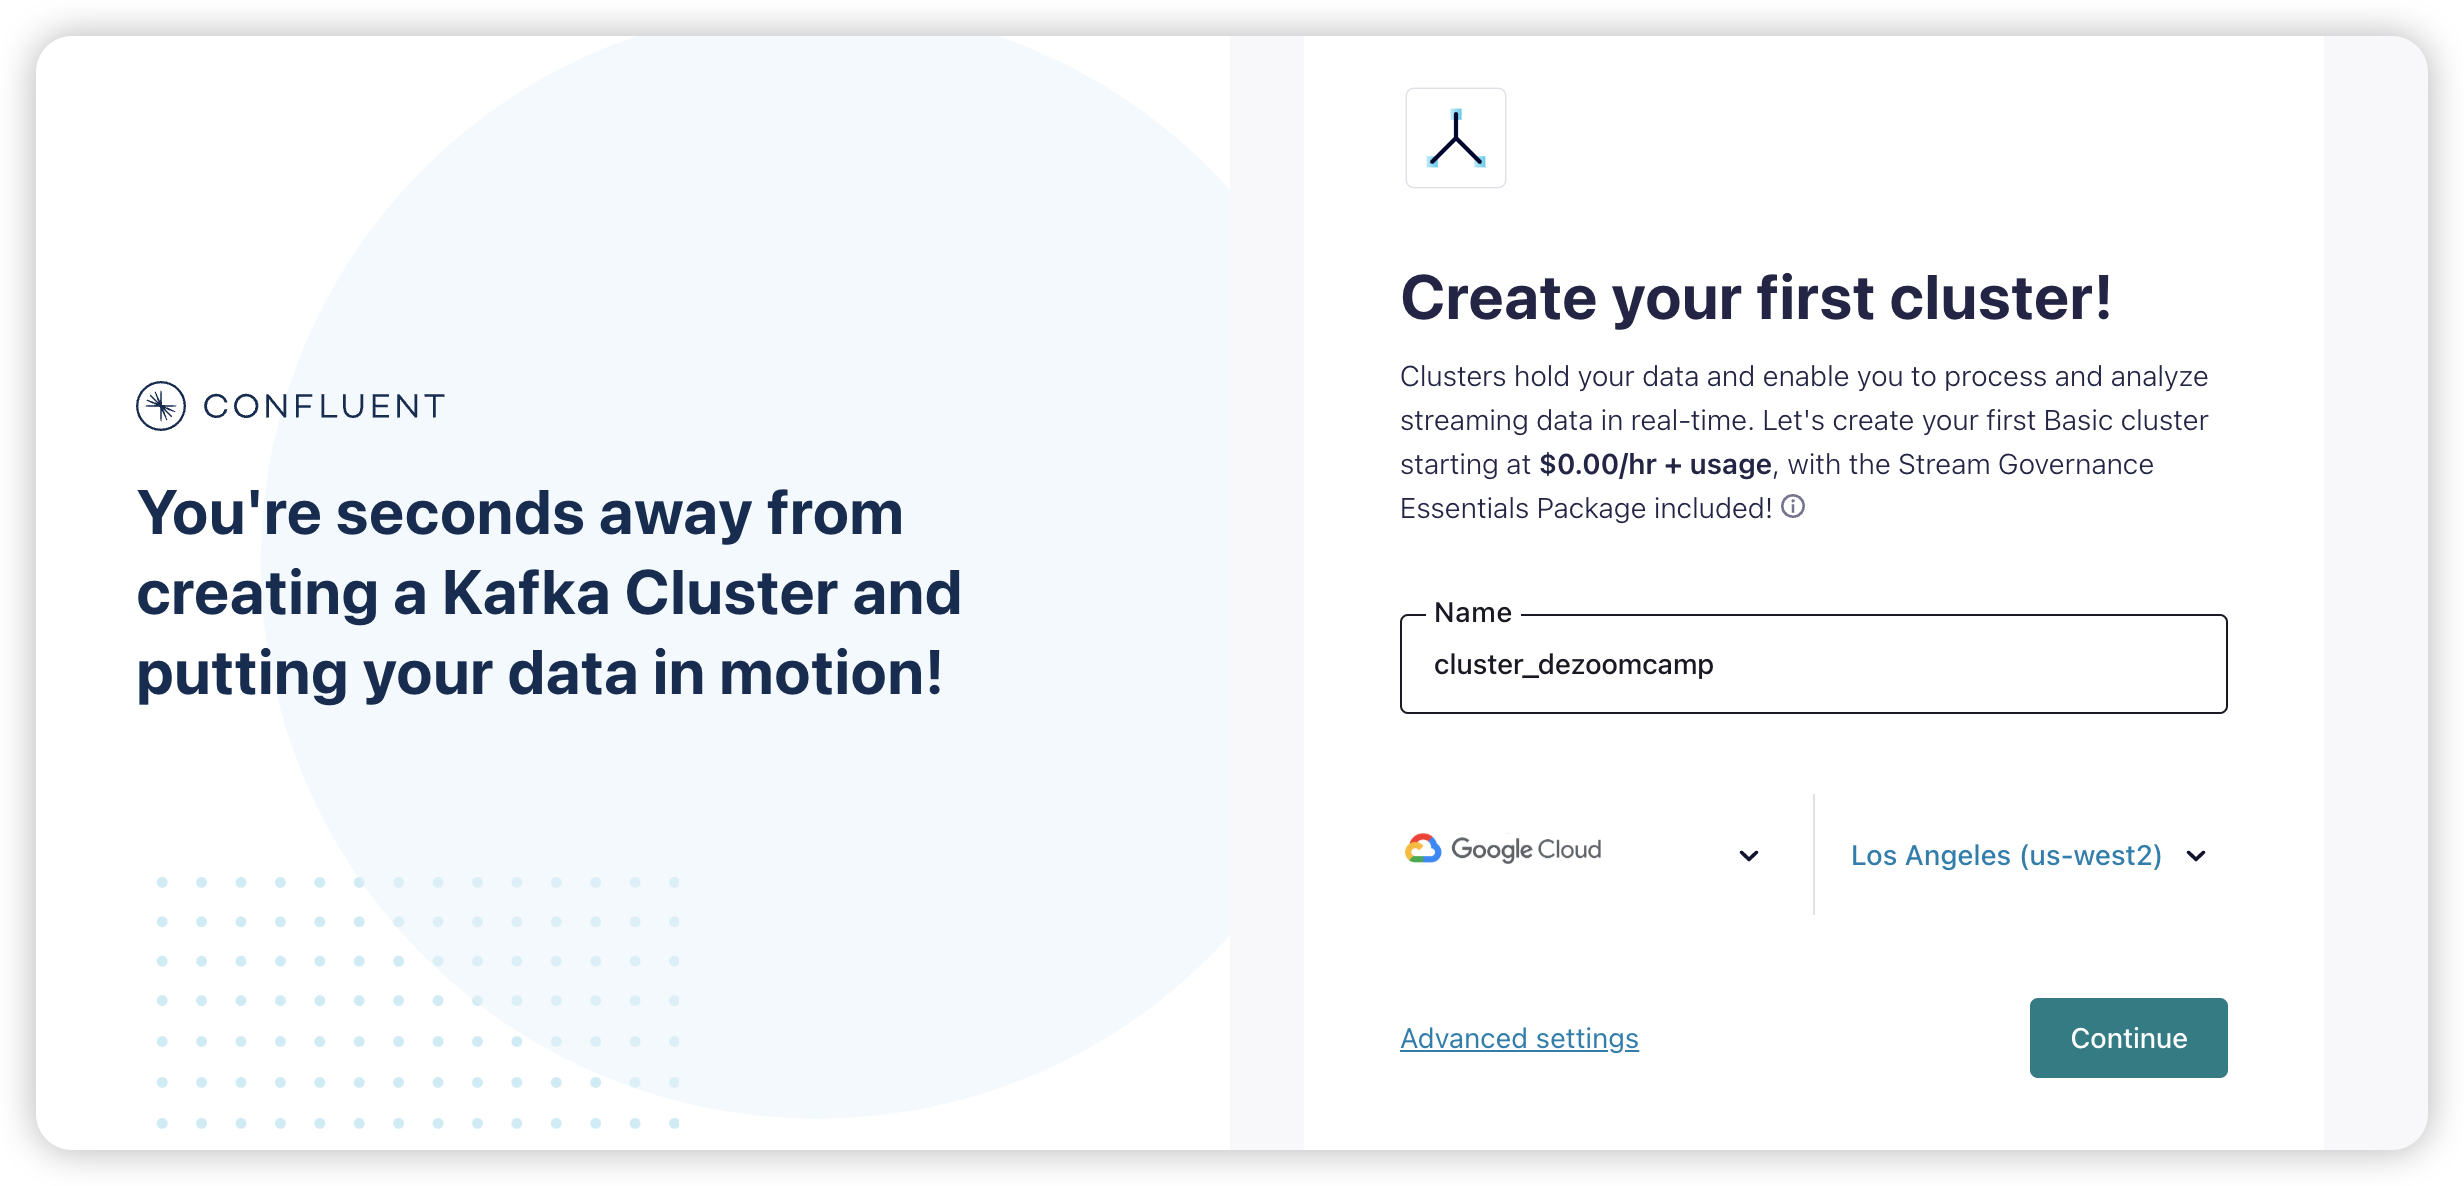 CONFLUENT
You're seconds away from
creating a Kafka Cluster and
putting your data in motion!
Create your first cluster!
Clusters hold your data and enable you to process and analyze
streaming data in real-time. Let's create your first Basic cluster
starting at $0.00/hr + usage, with the Stream Governance
Essentials Package included!
Name
cluster_dezoomcamp
Google Cloud
Los Angeles (us-west2)
Advanced settings
Continue